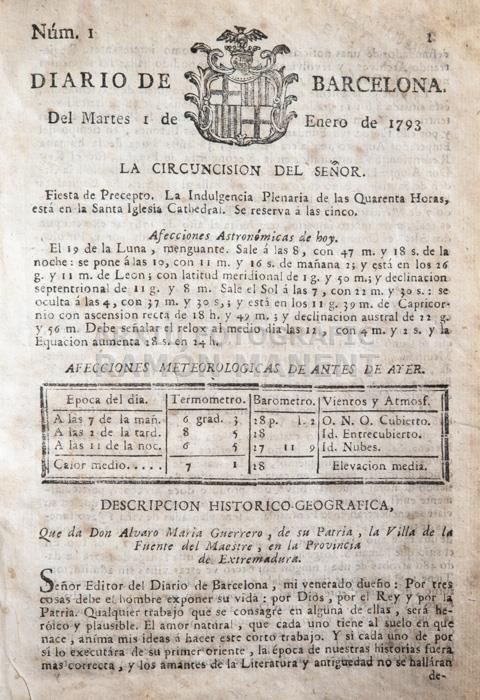 Núm. 1
1
DIARIO DE BARCELONA.
Del Martes 1 de Enero de 1793
LA CIRCUNCISION DEL SEÑOR.
Fiesta de Precepto. La Indulgencia Plenaria de las Quarenta Horas,
está en la Santa Iglesia Cathedral. Se reserva á las cinco.
Afecciones Astronómicas de hoy.
El 19 de la Luna, menguante. Sale á las 8, con 47 m. y 18 s. de la
noche: se pone á las 10, con 11 m. y 16 s. de mañana 2; y está en los 26
g. y 11 m. de Leon; con latitud meridional de 1 g. y 50 m.; y declinacion
septentrional de 11 g. y 8 m. Sale el Sol á las 7, con 22 m. y 30 s.: se
oculta á las 4, con 37 m. y 30 s,; y está en los 11 g. 39 m. de Capricor-
nio con ascension recta de 18 h. y 49 m.; y declinacion austral de 22 g.
y 56 m. Debe señalar el relox al medio dia las 12, con 4 m. y 2 s. y la
Equacion aumenta 28 s. en 24 h.
FOTOGRAFIC
RAMON MANENT
AFECCIONES METEOROLOGICAS DE ANTES DE AYER.
Epoca del dia. Termometro. Barometro. Vientos y Atmosf.
A las 7 de la mañ. 6 grad. 3 28 p. 1. 2 O. N. O. Cubierto.
A las 2 de la tard. 8 5 28 Id. Entrecubierto.
A las 11 de la noc. 6 5 27 11 9 Id. Nubes.
Calor medio..... 7 1 28 Elevacion media.
DESCRIPCION HISTORICO-GEOGRAFICA,
Que da Don Alvaro Maria Guerrero, de su Patria, la Villa de la
Fuente del Maestre, en la Provincia
de Extremadura.
Señor Editor del Diario de Barcelona, mi venerado dueño: Por tres
cosas debe el hombre exponer su vida: por Dios, por el Rey y por la
Patria. Qualquier trabajo que se consagre en alguna de ellas, será he-
róico y plausible. El amor natural, que cada uno tiene al suelo en que
nace, anima mis ideas á hacer este corto trabajo. Y si cada uno de por
sí lo executára de su primer oriente, la época de nuestras historias fuera
mas correcta, y los amantes de la Literatura y antiguedad no se halláran
de-